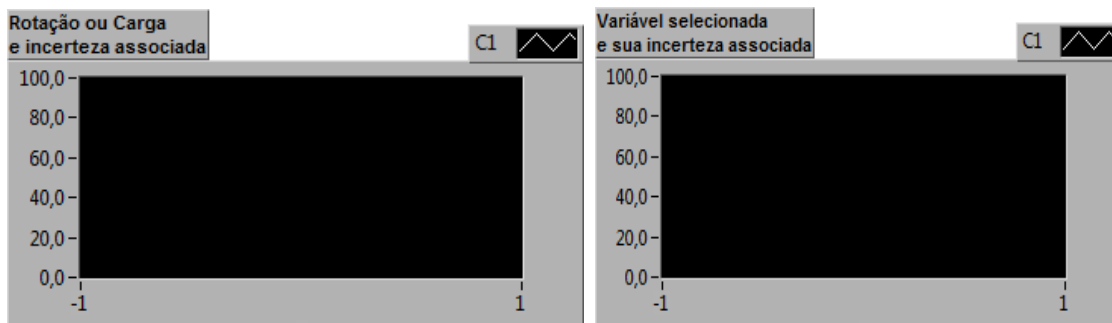 Rotação ou Carga
e incerteza associada
C1
100,0
80,0
60,0
40,0
20,0
0,0
-1
1
Variável selecionada
e sua incerteza associada
C1
100,0
80,0
60,0
40,0
20,0
0,0
-1
1